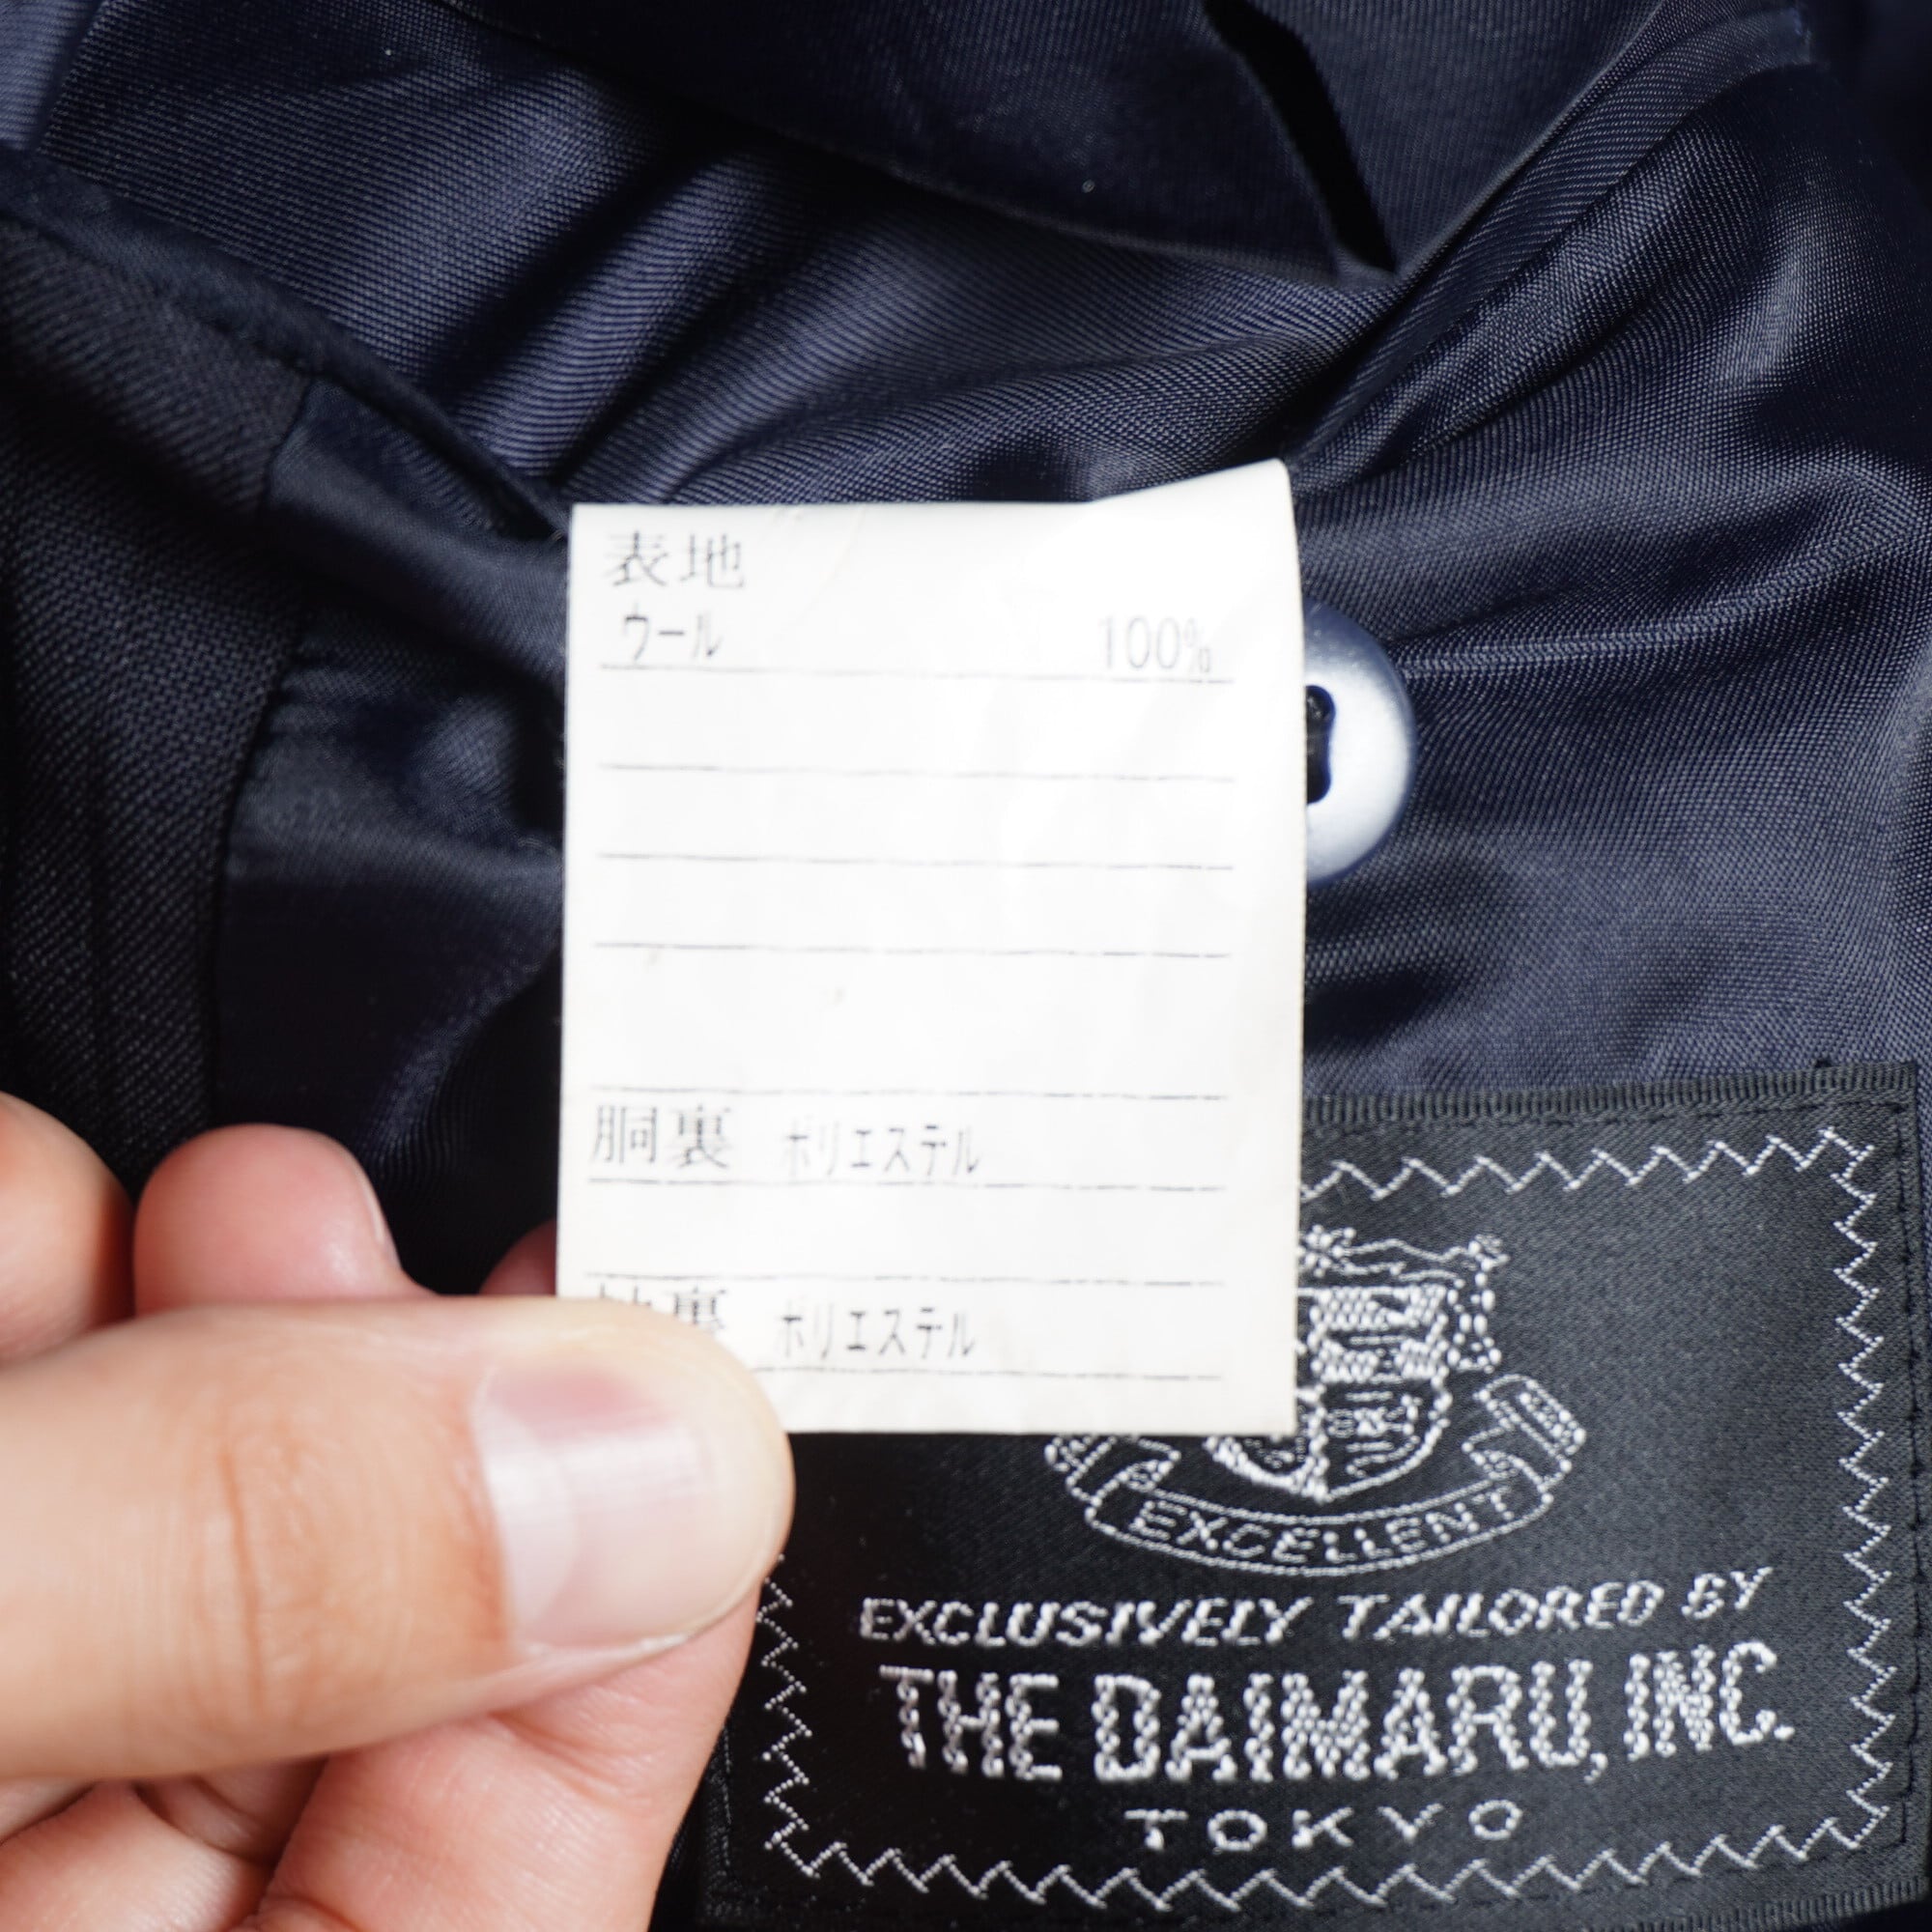 表地
ウール 100%
胴裏 ポリエステル
裏 ポリエステル
EXCELLENT
EXCLUSIVELY TAILORED BY
THE DAIMARU, INC.
TOKYO